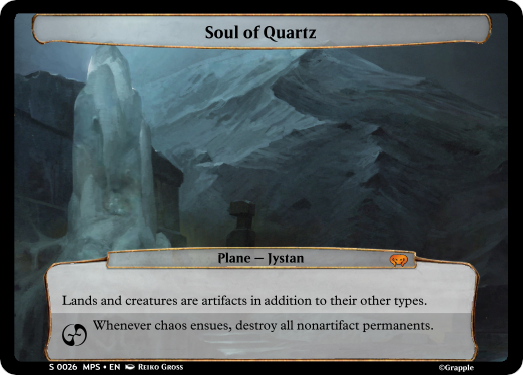 Soul of Quartz
Plane — Jystan
Lands and creatures are artifacts in addition to their other types.
Whenever chaos ensues, destroy all nonartifact permanents.
S 0026 MPS • EN Reiko Gross
©Grapple